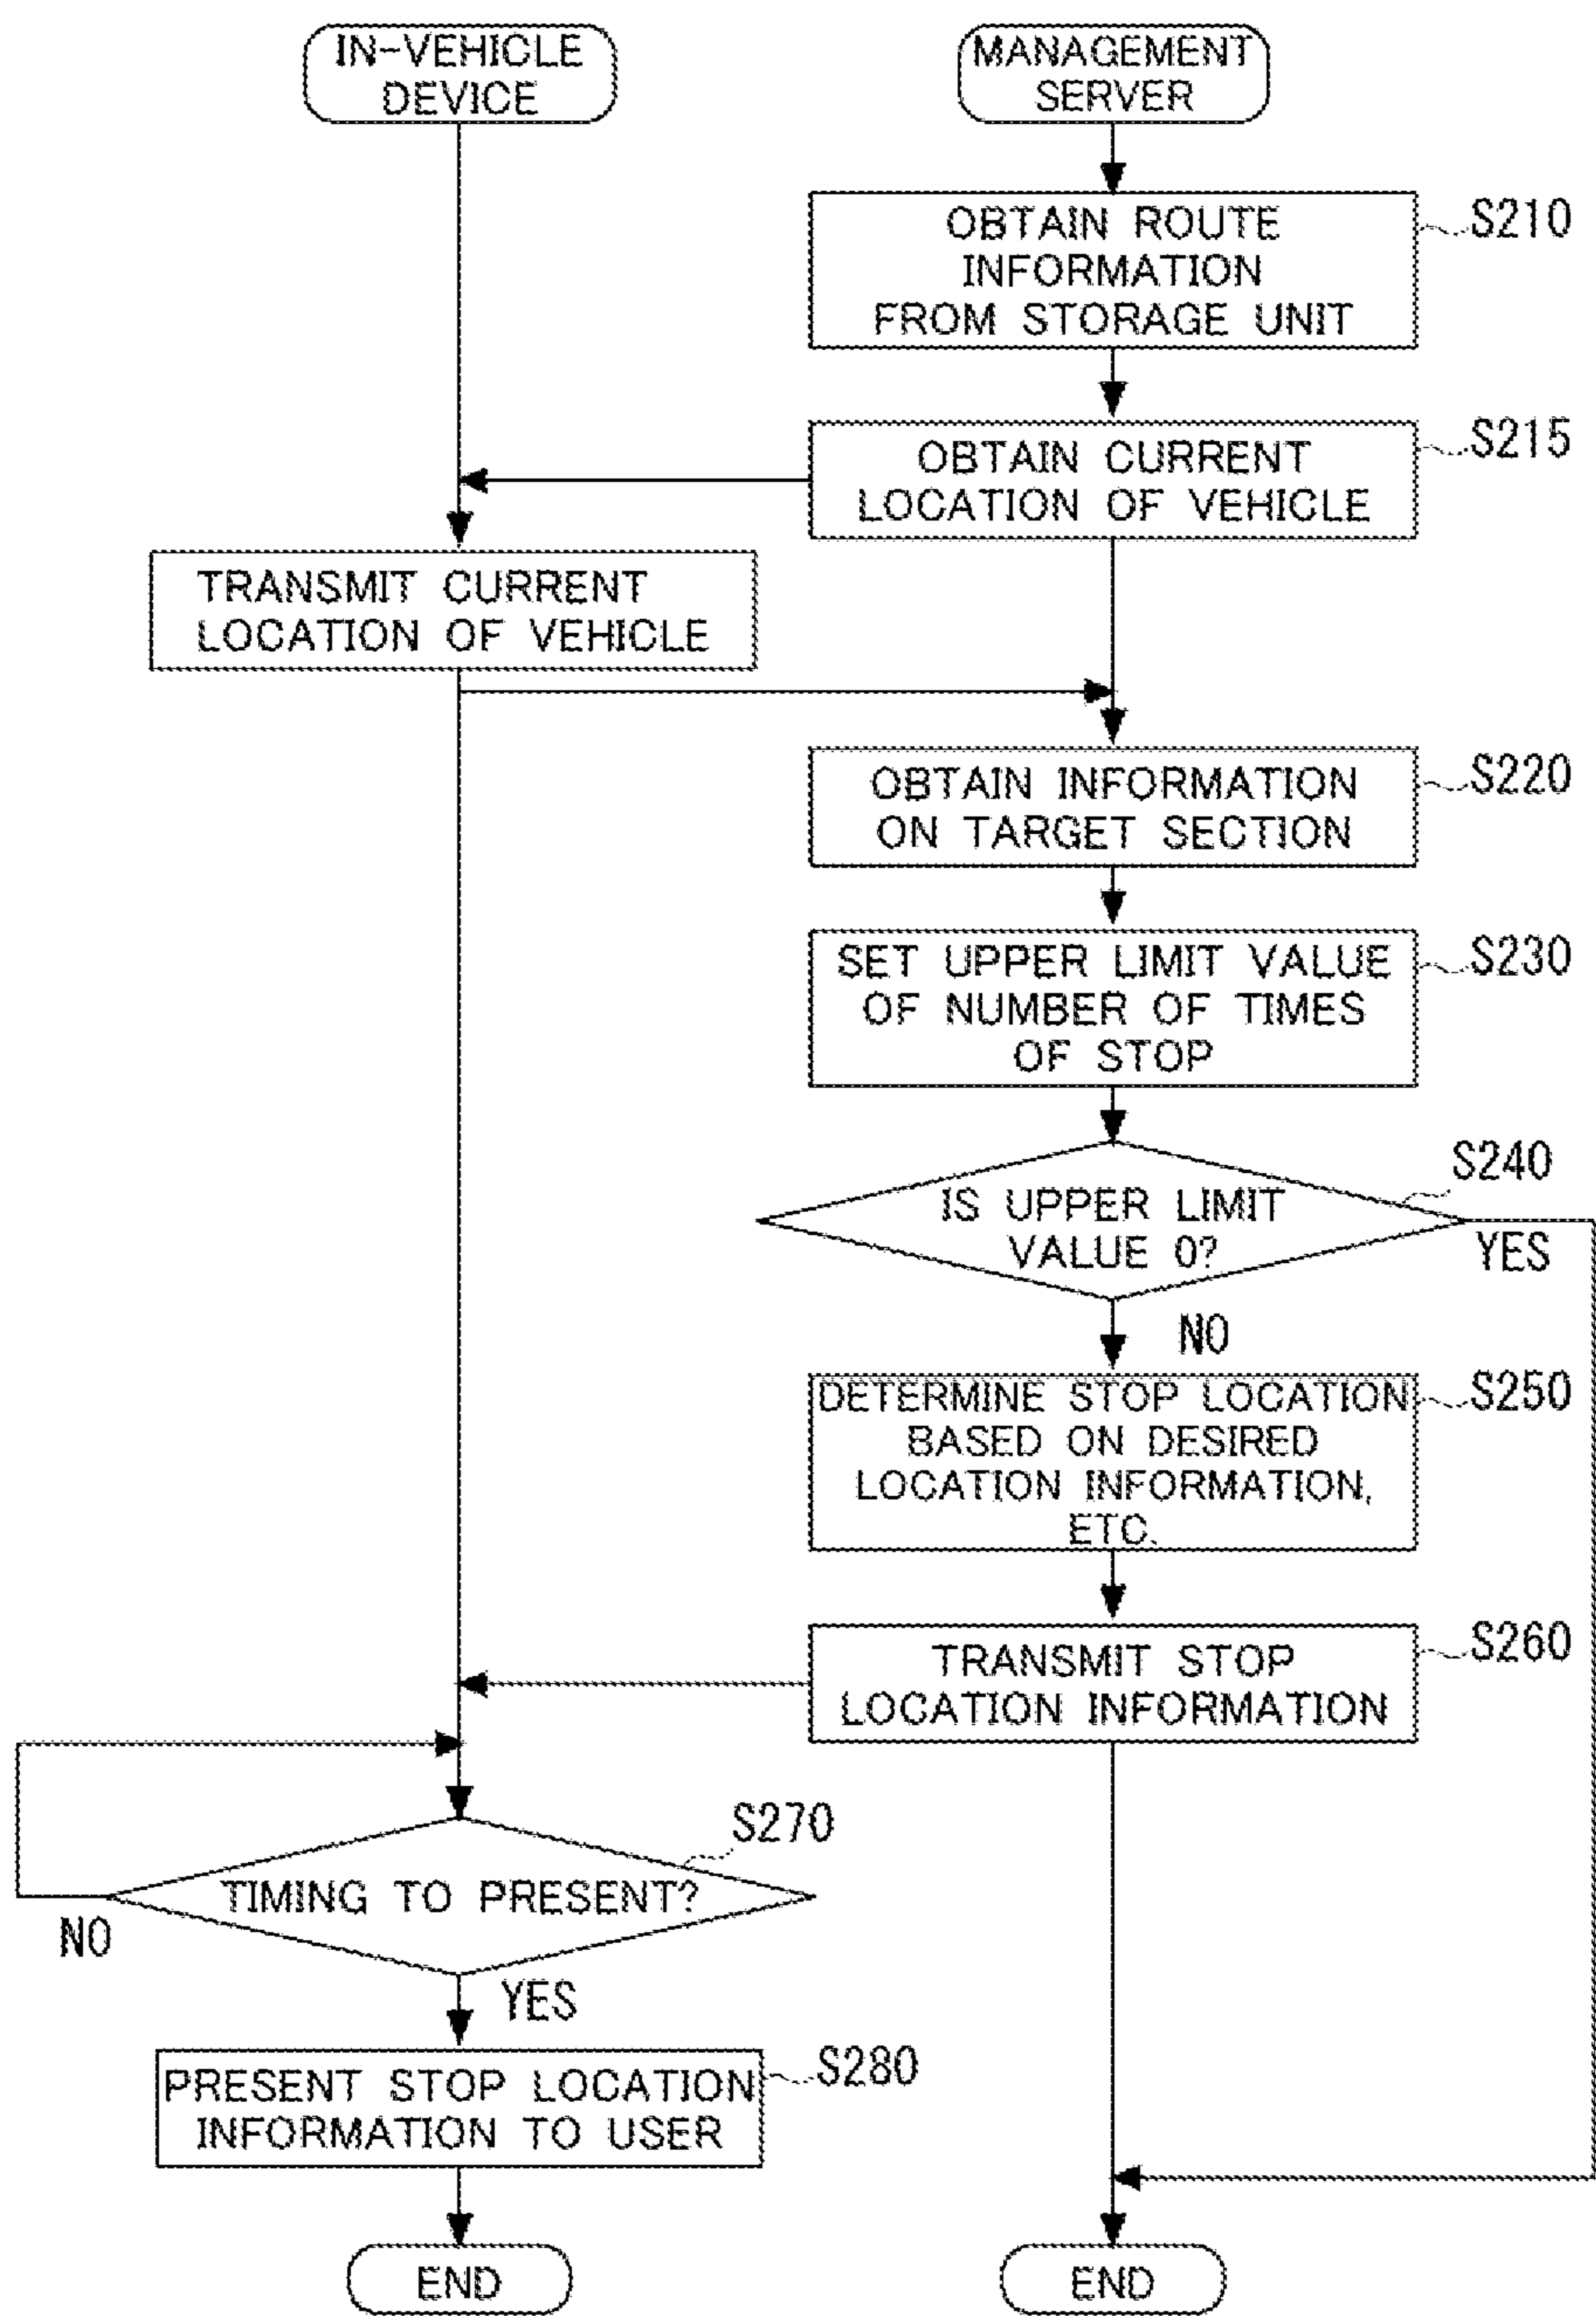 IN-VEHICLE
DEVICE
MANAGEMENT
SERVER
OBTAIN ROUTE
INFORMATION
FROM STORAGE UNIT
S210
OBTAIN CURRENT
LOCATION OF VEHICLE
S215
TRANSMIT CURRENT
LOCATION OF VEHICLE
OBTAIN INFORMATION
ON TARGET SECTION
S220
SET UPPER LIMIT VALUE
OF NUMBER OF TIMES
OF STOP
S230
IS UPPER LIMIT
VALUE 0?
S240
YES
NO
DETERMINE STOP LOCATION
BASED ON DESIRED
LOCATION INFORMATION,
ETC.
S250
TRANSMIT STOP
LOCATION INFORMATION
S260
TIMING TO PRESENT?
S270
NO
YES
PRESENT STOP LOCATION
INFORMATION TO USER
S280
END
END